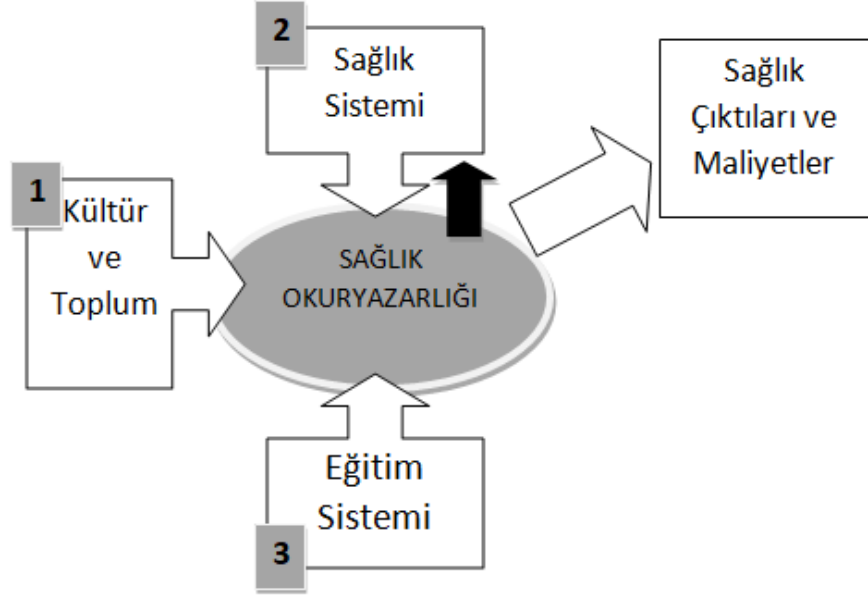 1
Kültür
ve
Toplum
2
Sağlık
Sistemi
SAĞLIK
OKURYAZARLIĞI
3
Eğitim
Sistemi
Sağlık
Çıktıları ve
Maliyetler